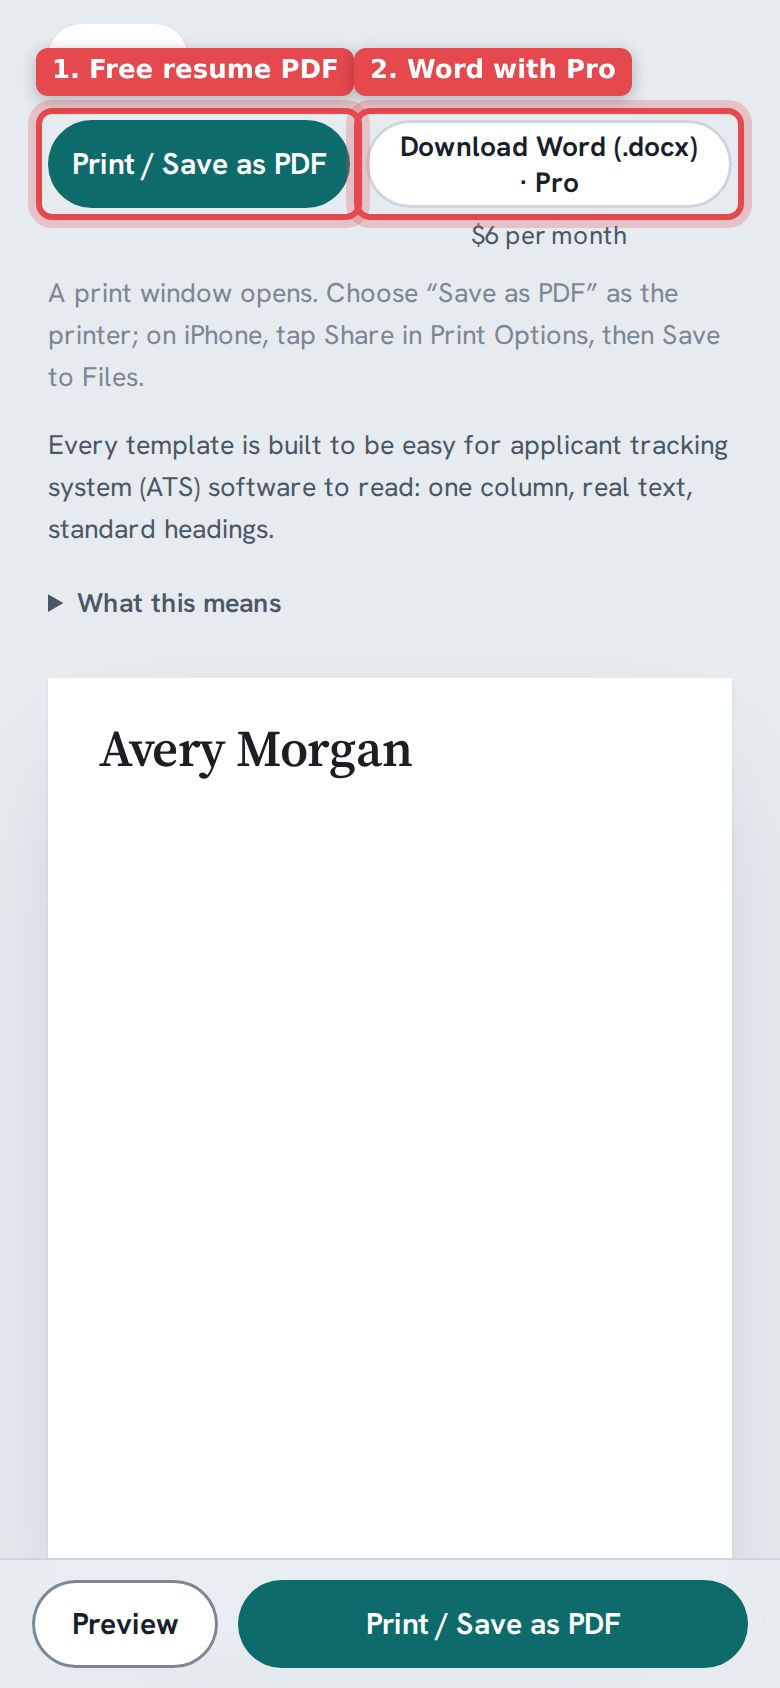 1. Free resume PDF
2. Word with Pro
Print / Save as PDF
Download Word (.docx)
· Pro
$6 per month
A print window opens. Choose “Save as PDF” as the
printer; on iPhone, tap Share in Print Options, then Save
to Files.
Every template is built to be easy for applicant tracking
system (ATS) software to read: one column, real text,
standard headings.
What this means
Avery Morgan
Preview
Print / Save as PDF